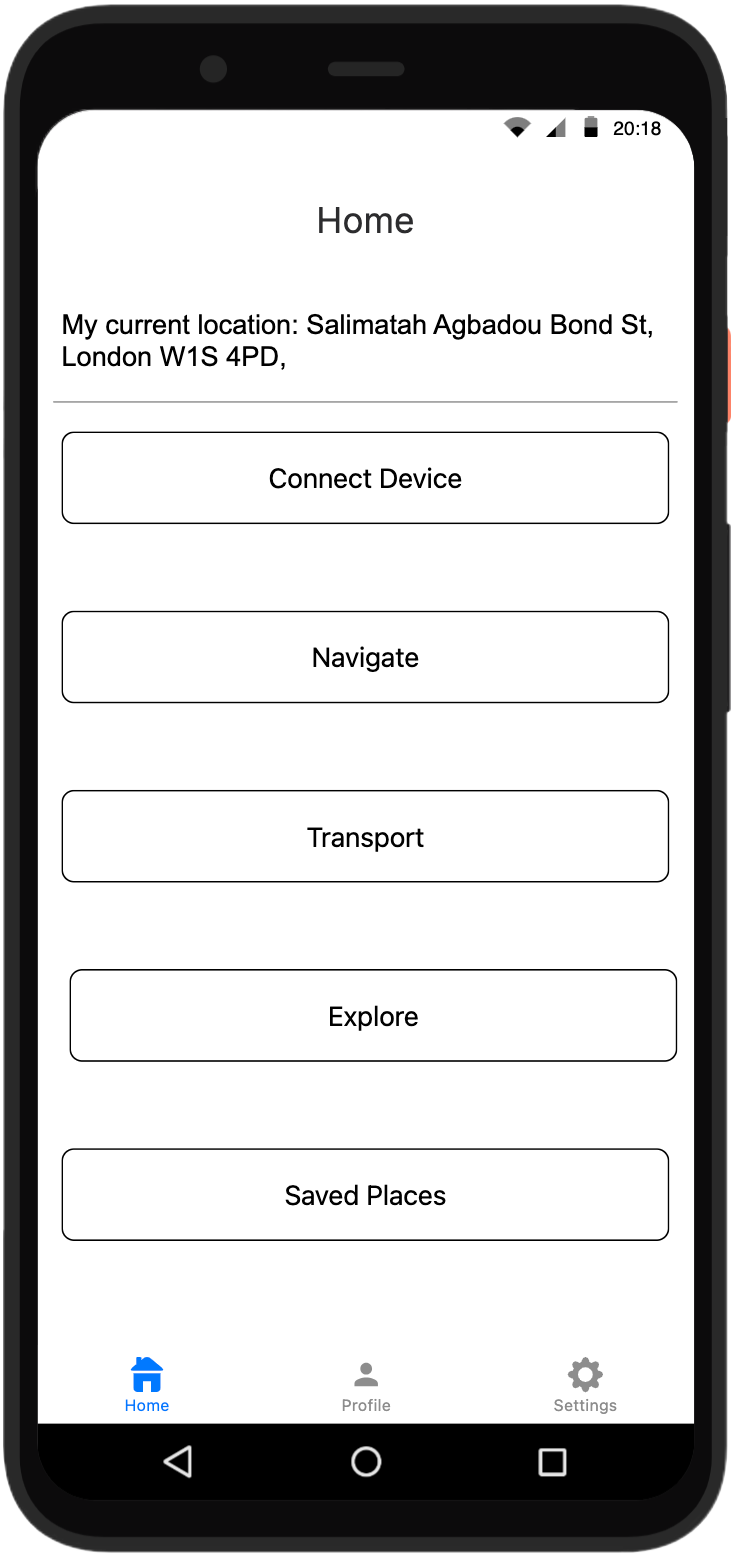 20:18
Home
My current location: Salimatah Agbadou Bond St,
London W1S 4PD,
Connect Device
Navigate
Transport
Explore
Saved Places
Home Profile Settings